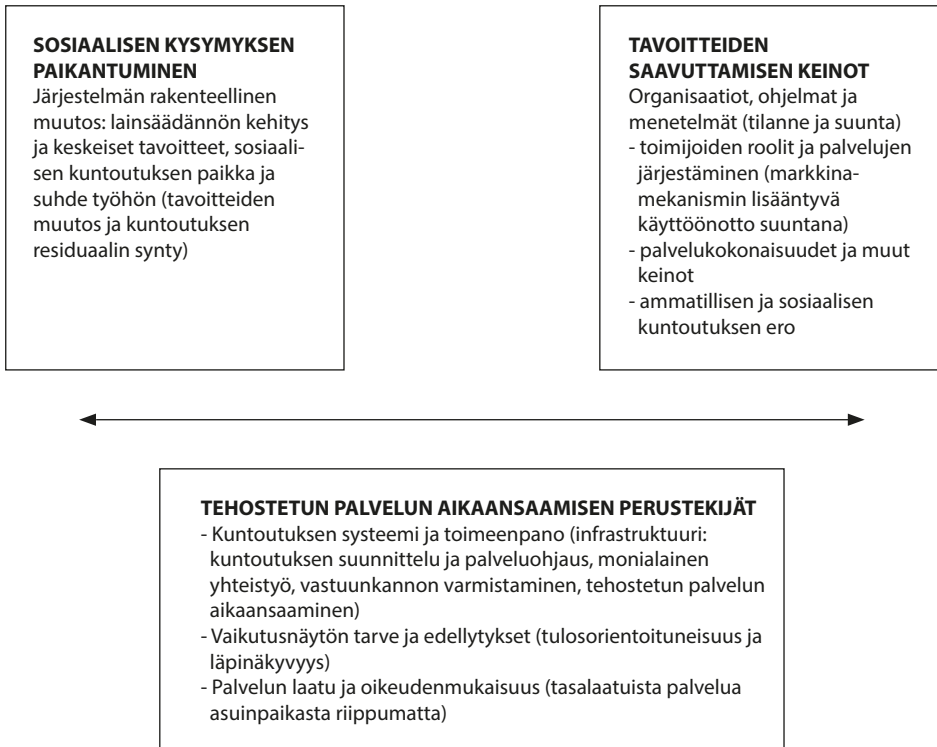 SOSIAALISEN KYSYMYKSEN
PAIKANTUMINEN
Järjestelmän rakenteellinen
muutos: lainsäädännön kehitys
ja keskeiset tavoitteet, sosiaali-
sen kuntoutuksen paikka ja
suhde työhön (tavoitteiden
muutos ja kuntoutuksen
residuaalin synty)
TAVOITTEIDEN
SAAVUTTAMISEN KEINOT
Organisaatiot, ohjelmat ja
menetelmät (tilanne ja suunta)
- toimijoiden roolit ja palvelujen
järjestäminen (markkina-
mekanismin lisääntyvä
käyttöönotto suuntana)
- palvelukokonaisuudet ja muut
keinot
- ammatillisen ja sosiaalisen
kuntoutuksen ero
TEHOSTETUN PALVELUN AIKAANSAAMISEN PERUSTEKIJÄT
- Kuntoutuksen systeemi ja toimeenpano (infrastruktuuri:
kuntoutuksen suunnittelu ja palveluohjaus, monialainen
yhteistyö, vastuunkannon varmistaminen, tehostetun palvelun
aikaansaaminen)
- Vaikutusnäytön tarve ja edellytykset (tulosorientoituneisuus ja
läpinäkyvyys)
- Palvelun laatu ja oikeudenmukaisuus (tasalaatuista palvelua
asuinpaikasta riippumatta)